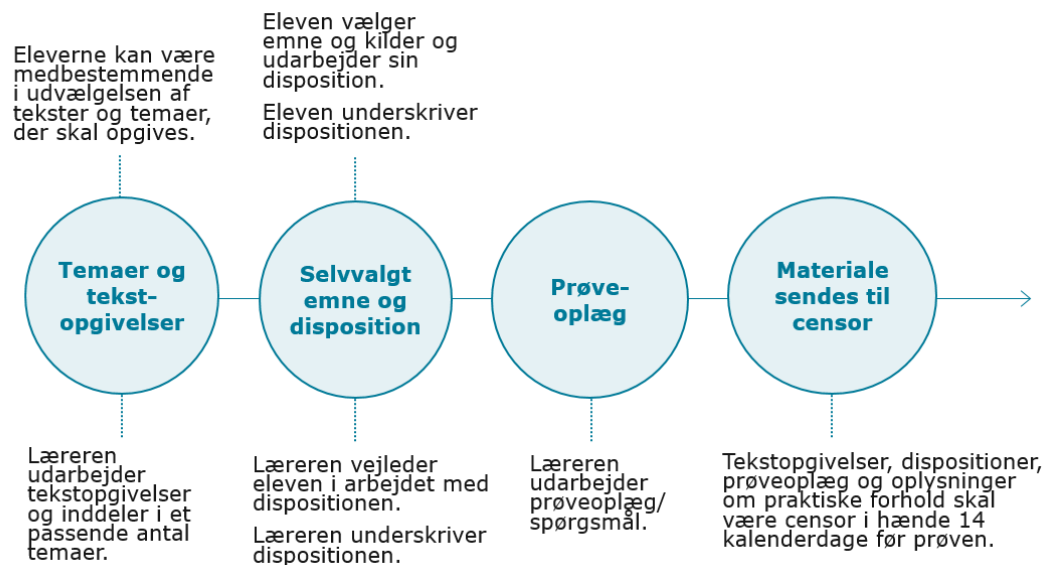 Eleverne kan være
medbestemmende
i udvælgelsen af
tekster og temaer,
der skal opgives.
Eleven vælger
emne og kilder og
udarbejder sin
disposition.
Eleven underskriver
dispositionen.
Temaer og
tekst-
opgivelser
Selvvalgt
emne og
disposition
Prøve-
oplæg
Materiale
sendes til
censor
Læreren
udarbejder
tekstopgivelser
og inddeler i et
passende antal
temaer.
Læreren vejleder
eleven i arbejdet med
dispositionen.
Læreren underskriver
dispositionen.
Læreren
udarbejder
prøveoplæg/
spørgsmål.
Tekstopgivelser, dispositioner,
prøveoplæg og oplysninger
om praktiske forhold skal
være censor i hænde 14
kalenderdage før prøven.